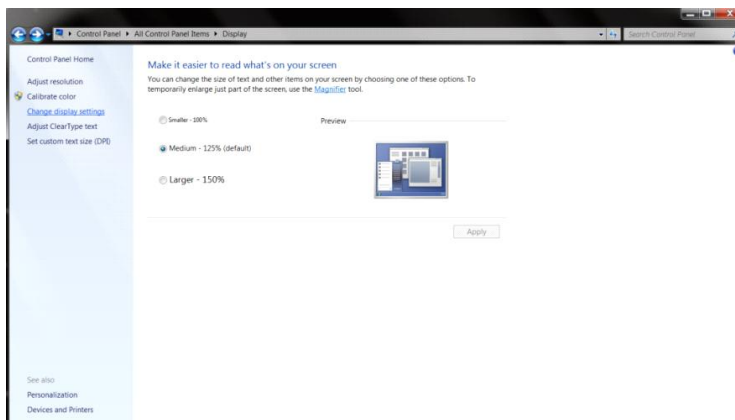 Control Panel ▸ All Control Panel Items ▸ Display
Search Control Panel
Control Panel Home
Adjust resolution
Calibrate color
Change display settings
Adjust ClearType text
Set custom text size (DPI)
Make it easier to read what's on your screen
You can change the size of text and other items on your screen by choosing one of these options. To
temporarily enlarge just part of the screen, use the Magnifier tool.
Smaller - 100%
Preview
Medium - 125% (default)
Larger - 150%
Apply
See also
Personalization
Devices and Printers